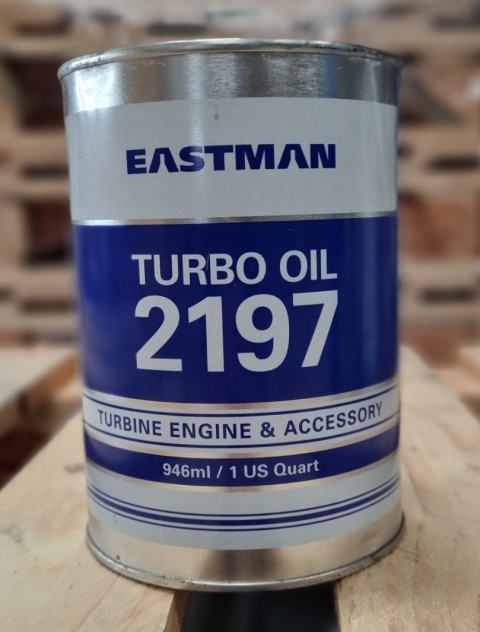 EASTMAN
TURBO OIL
2197
TURBINE ENGINE & ACCESSORY
946ml / 1 US Quart